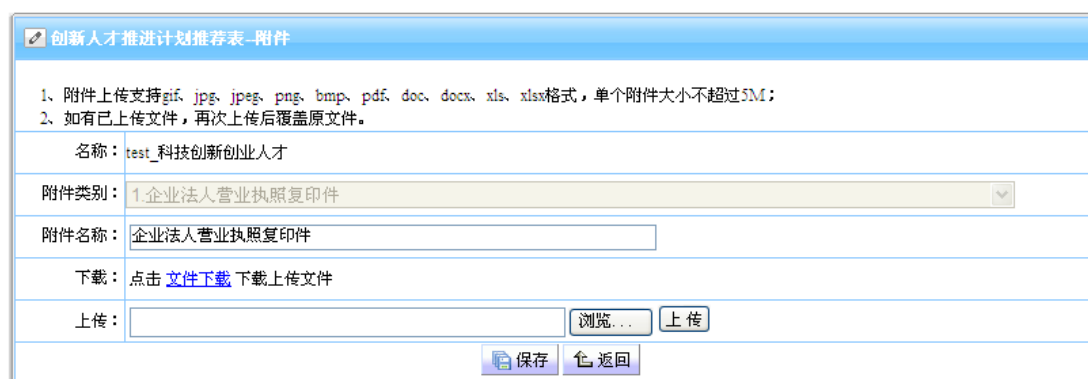 创新人才推进计划推荐表--附件
1、附件上传支持gif、jpg、jpeg、png、bmp、pdf、doc、docx、xls、xlsx格式，单个附件大小不超过5M；
2、如有已上传文件，再次上传后覆盖原文件。
名称：test_科技创新创业人才
附件类别：1.企业法人营业执照复印件
附件名称：企业法人营业执照复印件
下载：点击 文件下载 下载上传文件
上传：浏览... 上传
保存 返回